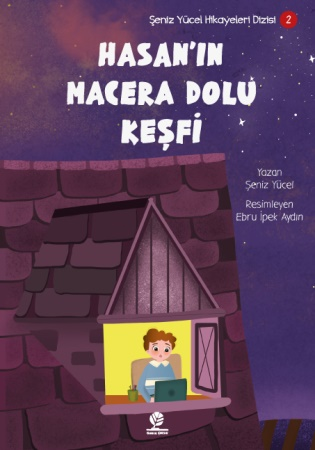 Şeniz Yücel Hikayeleri Dizisi 2
HASAN'IN
MACERA DOLU
KEŞFİ
Yazan
Şeniz Yücel
Resimleyen
Ebru İpek Aydın